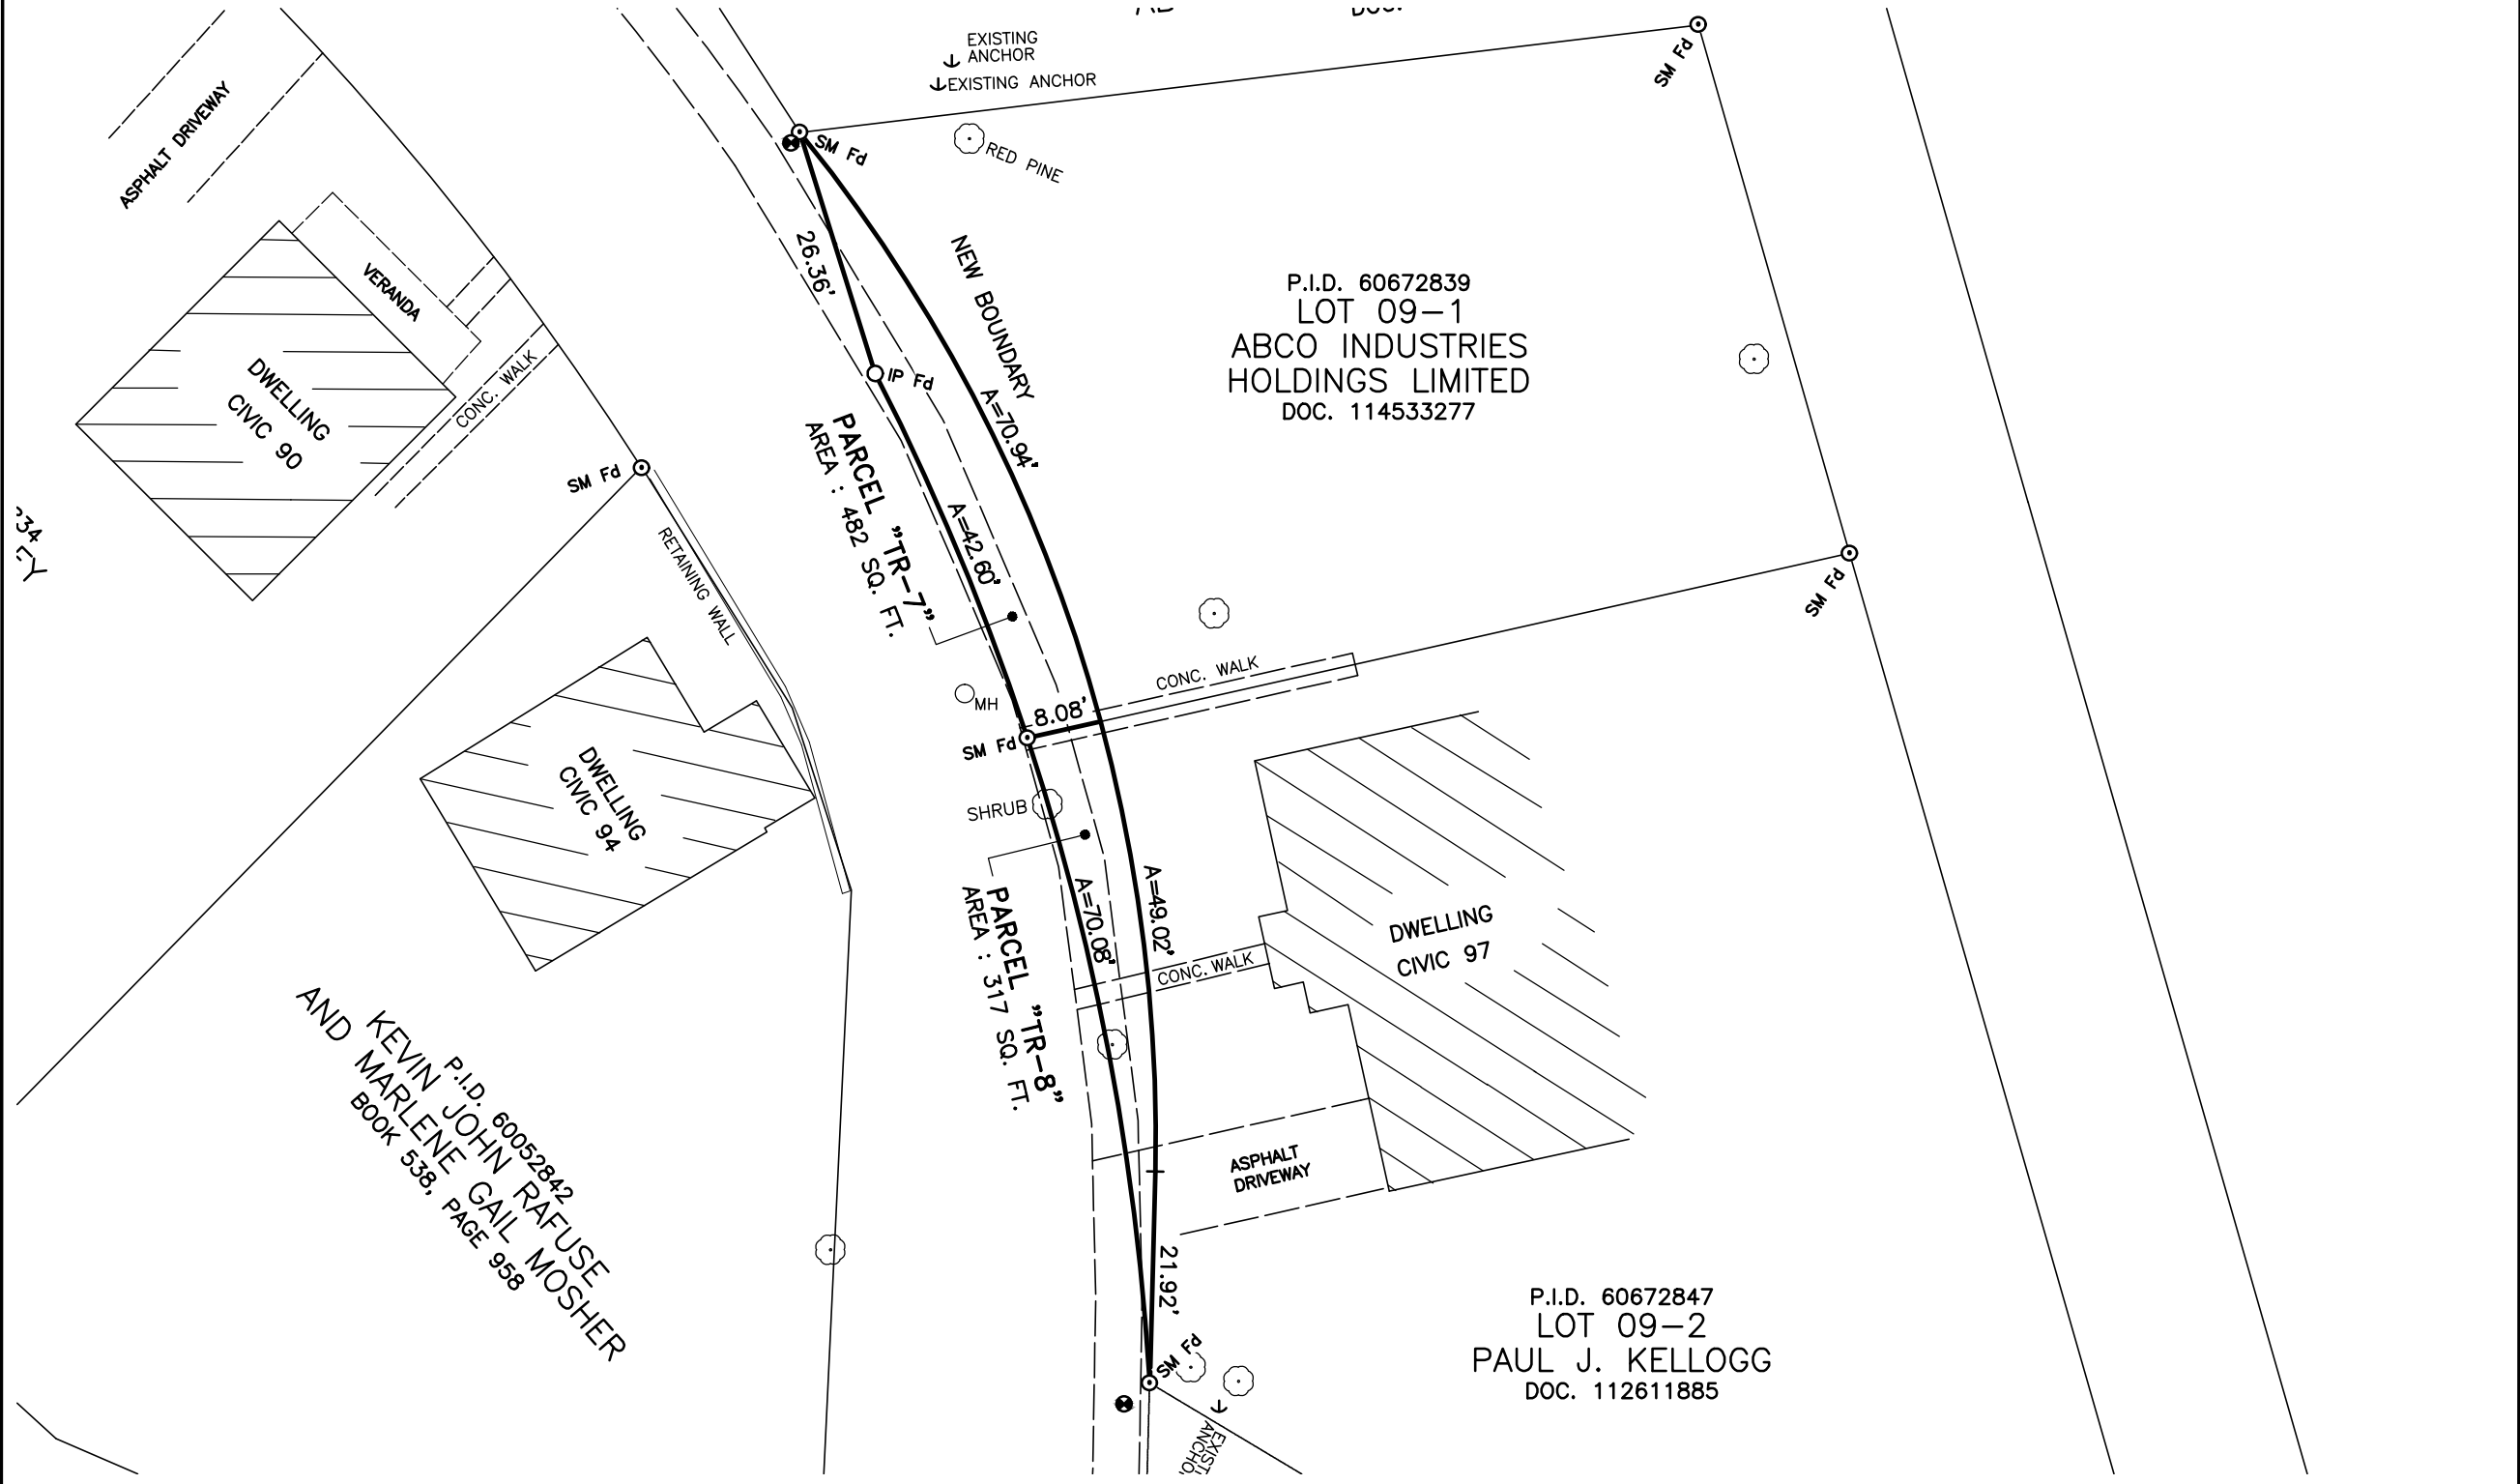 EXISTING
ANCHOR
EXISTING ANCHOR
SM Fd
ASPHALT DRIVEWAY
SM Fd
RED PINE
VERANDA
26.36'
NEW BOUNDARY
P.I.D. 60672839
LOT 09-1
ABCO INDUSTRIES
HOLDINGS LIMITED
DOC. 114533277
DWELLING
CIVIC 90
CONC. WALK
IP Fd
A=70.94'
SM Fd
PARCEL "TR-7"
AREA : 482 SQ. FT.
A=42.60'
RETAINING WALL
SM Fd
CONC. WALK
MH
8.08'
SM Fd
DWELLING
CIVIC 94
SHRUB
A=70.08'
A=49.02'
PARCEL "TR-8"
AREA : 317 SQ. FT.
CONC. WALK
DWELLING
CIVIC 97
P.I.D. 60052842
KEVIN JOHN RAFUSE
AND MARLENE GAIL MOSHER
BOOK 538, PAGE 958
ASPHALT
DRIVEWAY
21.92'
P.I.D. 60672847
LOT 09-2
PAUL J. KELLOGG
DOC. 112611885
SM Fd